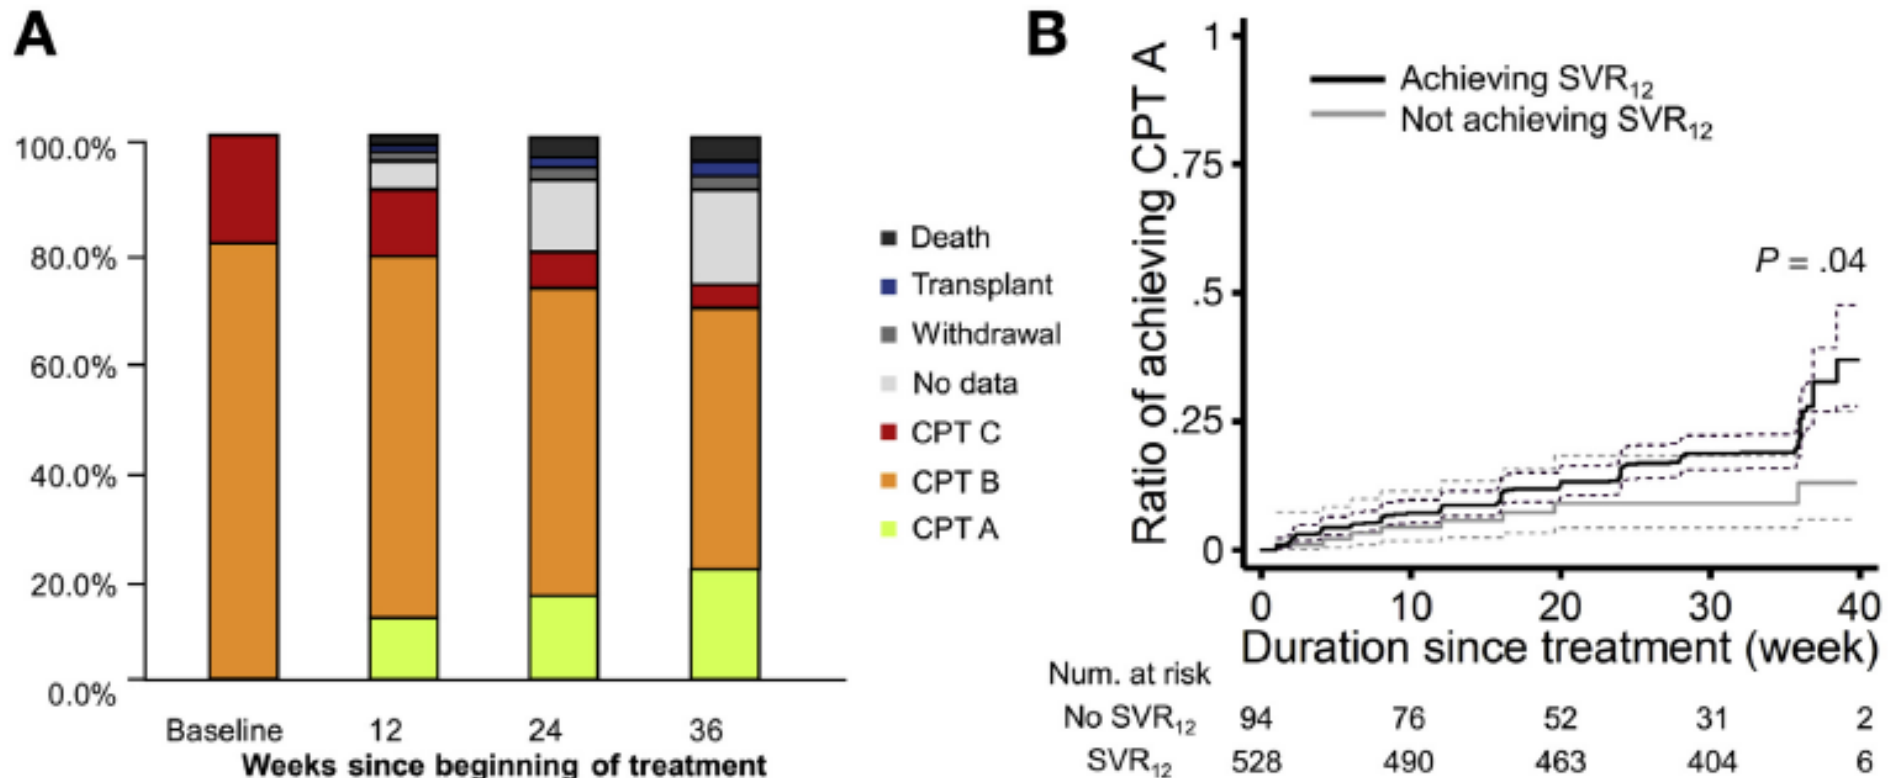 A
100.0%
80.0%
60.0%
40.0%
20.0%
0.0%
Baseline 12 24 36
Weeks since beginning of treatment
Death
Transplant
Withdrawal
No data
CPT C
CPT B
CPT A
B
Ratio of achieving CPT A
1
.75
.5
.25
0
Achieving SVR12
Not achieving SVR12
P = .04
0 10 20 30 40
Duration since treatment (week)
Num. at risk
No SVR12 94 76 52 31 2
SVR12 528 490 463 404 6